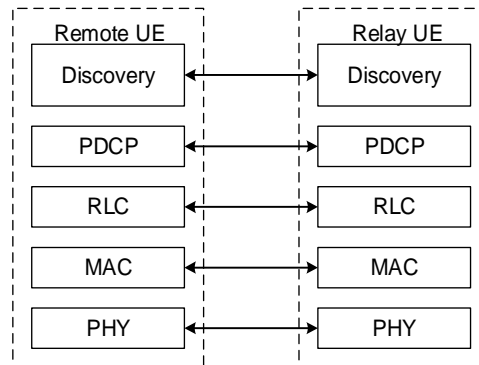 Remote UE
Relay UE
Discovery
Discovery
PDCP
PDCP
RLC
RLC
MAC
MAC
PHY
PHY